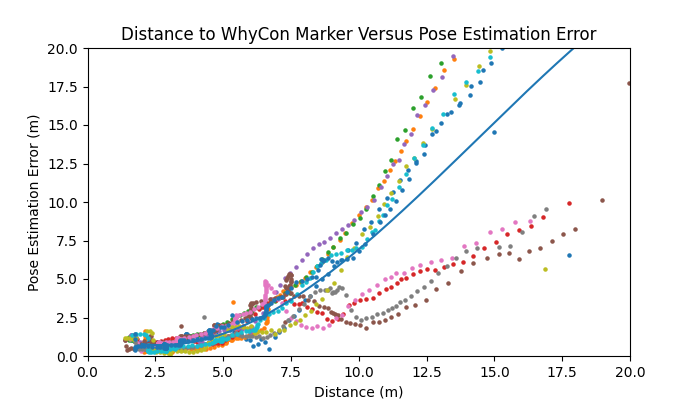 Distance to WhyCon Marker Versus Pose Estimation Error
20.0
17.5
15.0
12.5
10.0
7.5
5.0
2.5
0.0
Pose Estimation Error (m)
0.0 2.5 5.0 7.5 10.0 12.5 15.0 17.5 20.0
Distance (m)